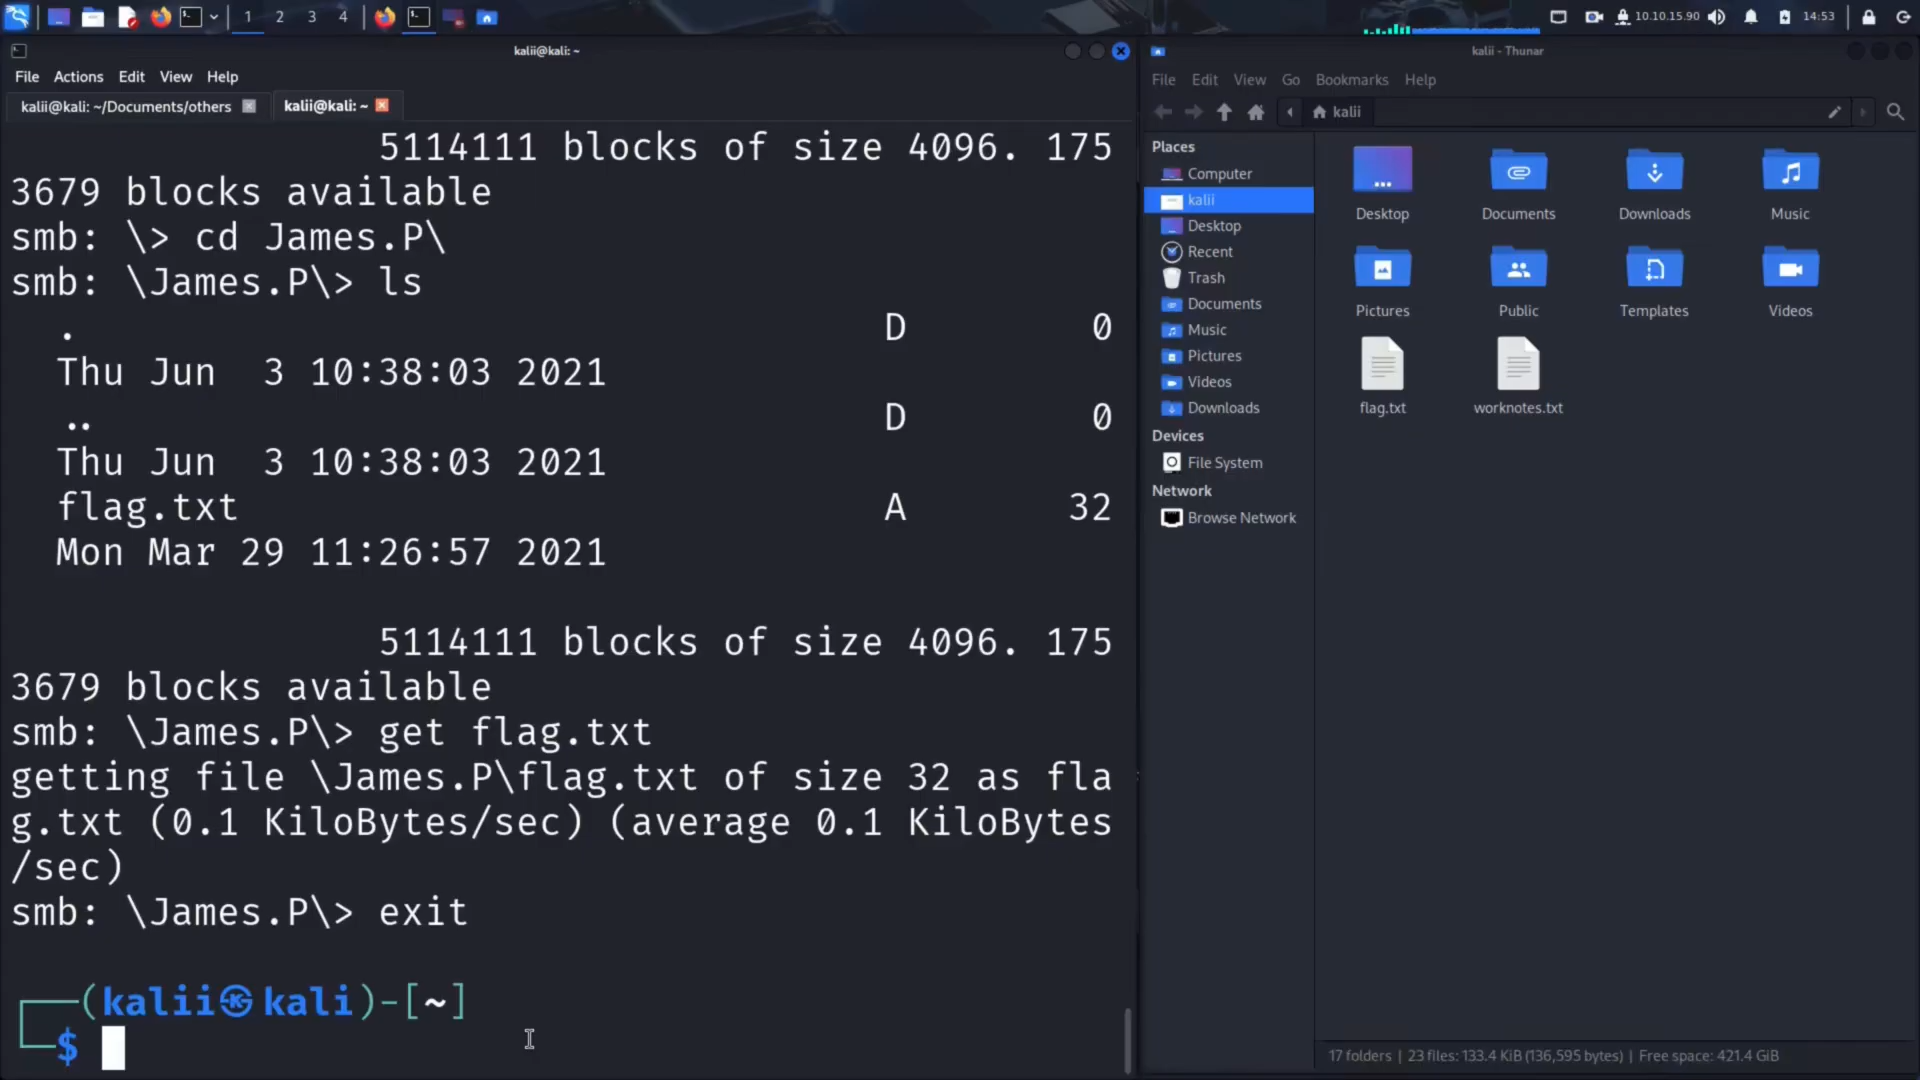 1 2 3 4
10.10.15.90
14:53
kalii@kali: ~
File Actions Edit View Help
kalii@kali: ~/Documents/others
kalii@kali: ~
5114111 blocks of size 4096. 175
3679 blocks available
smb: \> cd James.P\
smb: \James.P\> ls
. D 0
Thu Jun  3 10:38:03 2021
.. D 0
Thu Jun  3 10:38:03 2021
flag.txt A 32
Mon Mar 29 11:26:57 2021
5114111 blocks of size 4096. 175
3679 blocks available
smb: \James.P\> get flag.txt
getting file \James.P\flag.txt of size 32 as fla
g.txt (0.1 KiloBytes/sec) (average 0.1 KiloBytes
/sec)
smb: \James.P\> exit
(kalii㉿kali)-[~]
$
kalii - Thunar
File Edit View Go Bookmarks Help
kalii
Places
Computer
kalii
Desktop
Recent
Trash
Documents
Music
Pictures
Videos
Downloads
Devices
File System
Network
Browse Network
Desktop Documents Downloads Music
Pictures Public Templates Videos
flag.txt worknotes.txt
17 folders | 23 files: 133.4 KiB (136,595 bytes) | Free space: 421.4 GiB